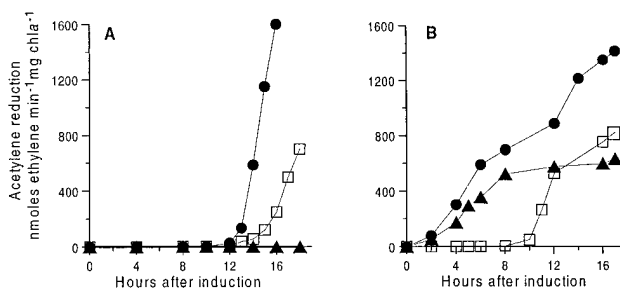 A
B
Acetylene reduction
nmoles ethylene min⁻¹mg chla⁻¹
1600
1200
800
400
0
0 4 8 12 16
Hours after induction
1600
1200
800
400
0
0 4 8 12 16
Hours after induction